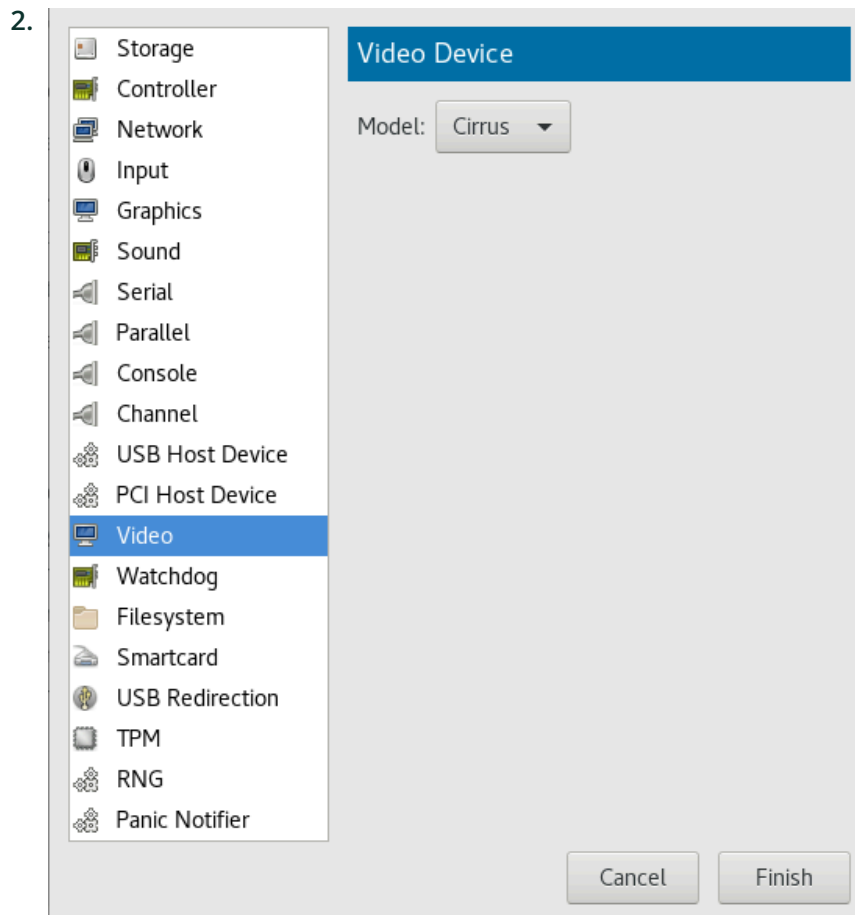 2.
Storage
Controller
Network
Input
Graphics
Sound
Serial
Parallel
Console
Channel
USB Host Device
PCI Host Device
Video
Watchdog
Filesystem
Smartcard
USB Redirection
TPM
RNG
Panic Notifier
Video Device
Model: Cirrus
Cancel Finish